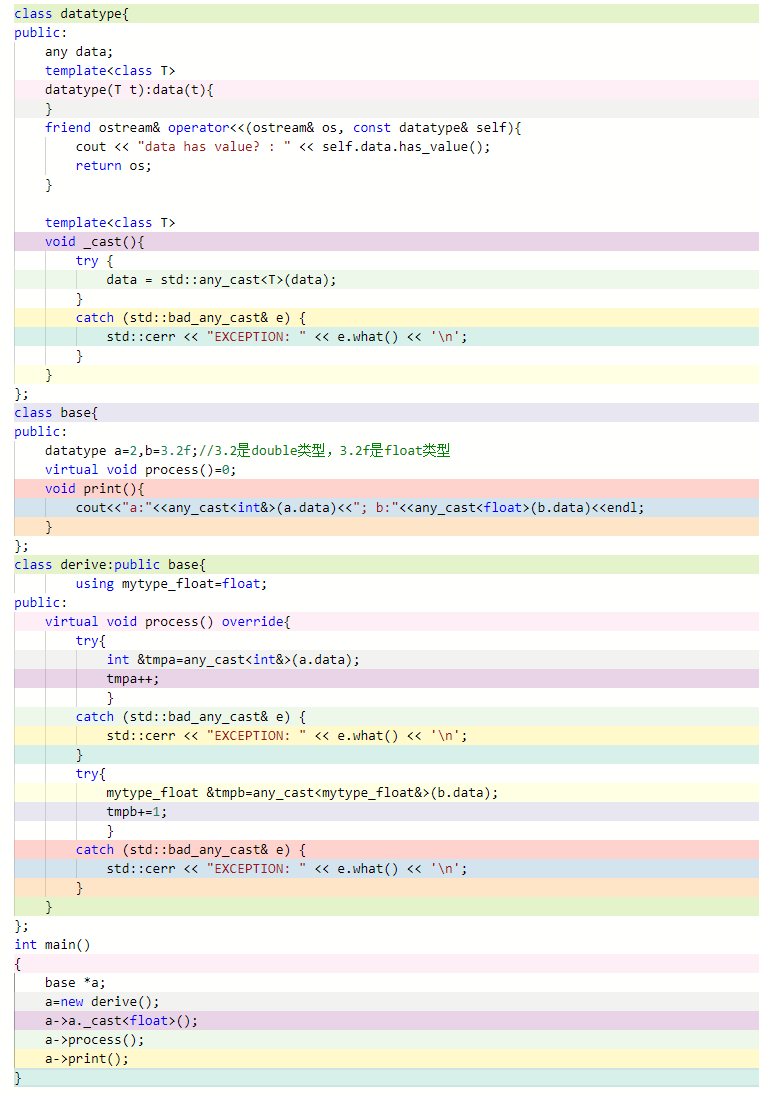 class datatype{
public:
    any data;
    template<class T>
    datatype(T t):data(t){
    }
    friend ostream& operator<<(ostream& os, const datatype& self){
        cout << "data has value? : " << self.data.has_value();
        return os;
    }

    template<class T>
    void _cast(){
        try {
            data = std::any_cast<T>(data);
        }
        catch (std::bad_any_cast& e) {
            std::cerr << "EXCEPTION: " << e.what() << '\n';
        }
    }
};
class base{
public:
    datatype a=2,b=3.2f;//3.2是double类型，3.2f是float类型
    virtual void process()=0;
    void print(){
        cout<<"a:"<<any_cast<int&>(a.data)<<"; b:"<<any_cast<float>(b.data)<<endl;
    }
};
class derive:public base{
        using mytype_float=float;
public:
    virtual void process() override{
        try{
            int &tmpa=any_cast<int&>(a.data);
            tmpa++;
            }
        catch (std::bad_any_cast& e) {
            std::cerr << "EXCEPTION: " << e.what() << '\n';
        }
        try{
            mytype_float &tmpb=any_cast<mytype_float&>(b.data);
            tmpb+=1;
            }
        catch (std::bad_any_cast& e) {
            std::cerr << "EXCEPTION: " << e.what() << '\n';
        }
    }
};
int main()
{
    base *a;
    a=new derive();
    a->a._cast<float>();
    a->process();
    a->print();
}